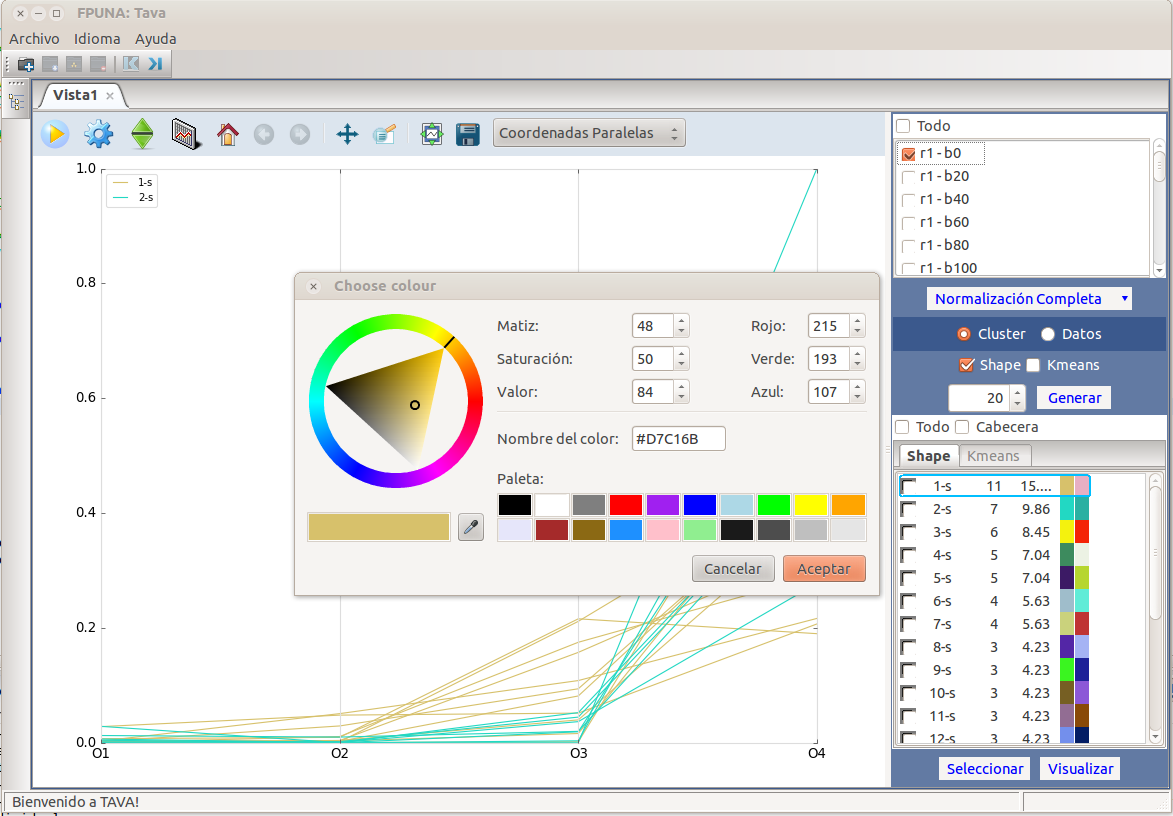 FPUNA: Tava
Archivo Idioma Ayuda
Vista1
Coordenadas Paralelas
1-s
2-s
1.0
0.8
0.6
0.4
0.2
0.0
O1 O2 O3 O4
Choose colour
Matiz: 48 Rojo: 215
Saturación: 50 Verde: 193
Valor: 84 Azul: 107
Nombre del color: #D7C16B
Paleta:
Cancelar Aceptar
Todo
r1 - b0
r1 - b20
r1 - b40
r1 - b60
r1 - b80
r1 - b100
Normalización Completa
Cluster Datos
Shape Kmeans
20 Generar
Todo Cabecera
Shape Kmeans
1-s 11 15....
2-s 7 9.86
3-s 6 8.45
4-s 5 7.04
5-s 5 7.04
6-s 4 5.63
7-s 4 5.63
8-s 3 4.23
9-s 3 4.23
10-s 3 4.23
11-s 3 4.23
12-s 3 4.23
Seleccionar Visualizar
Bienvenido a TAVA!